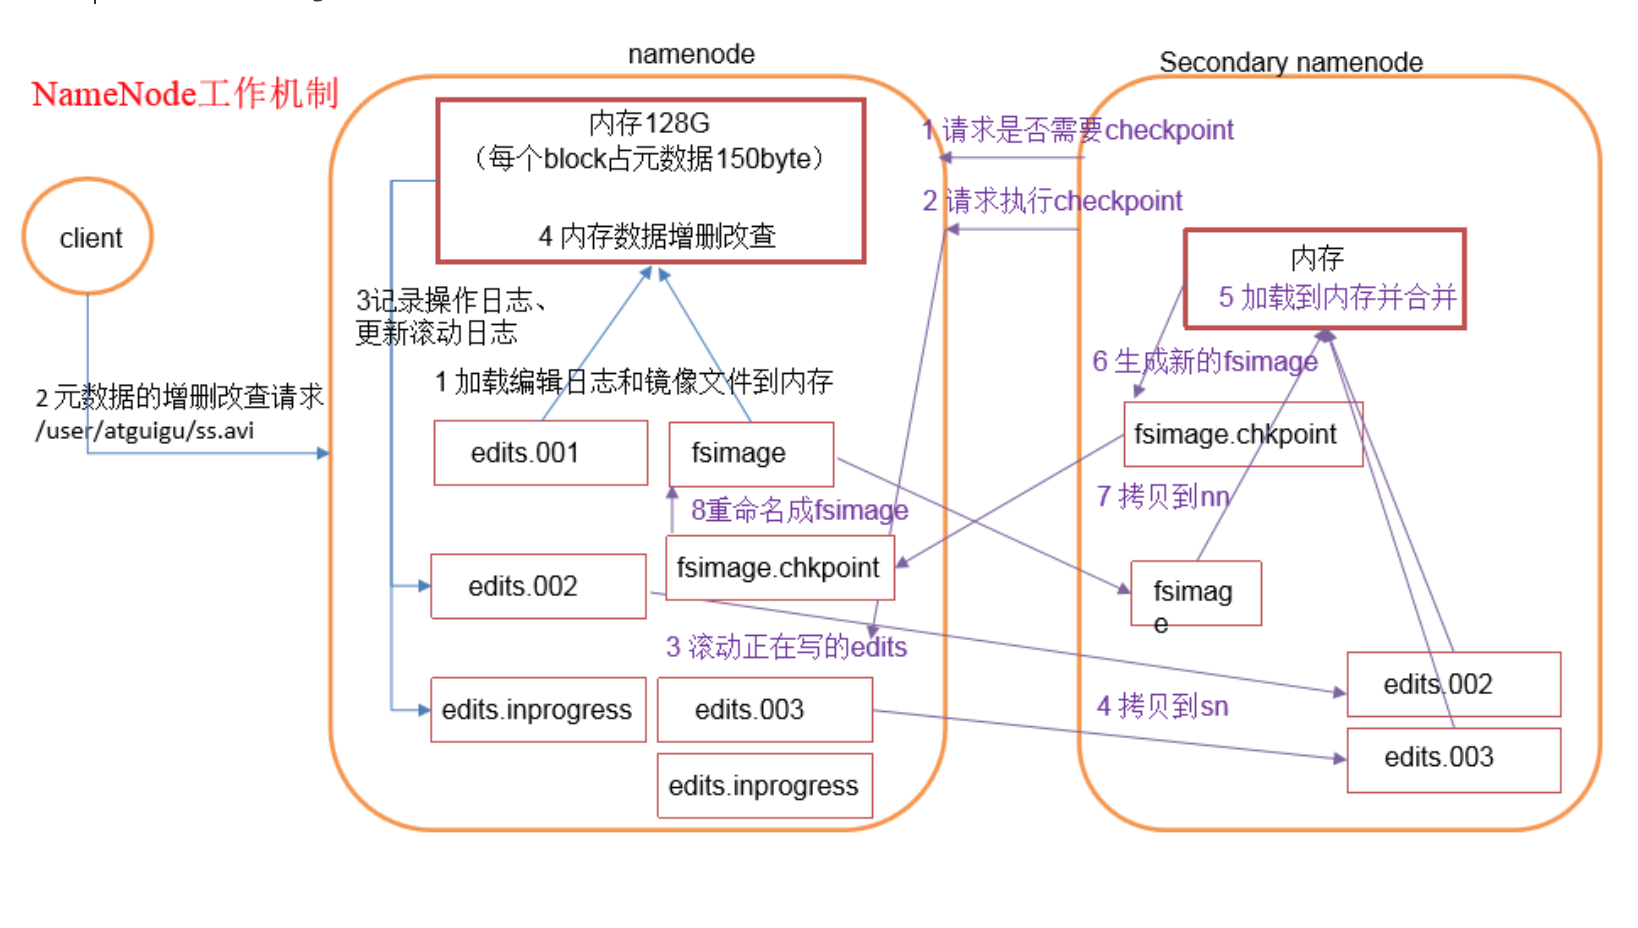 namenode
Secondary namenode
NameNode工作机制
内存128G
（每个block占元数据150byte）
4 内存数据增删改查
1 请求是否需要checkpoint
2 请求执行checkpoint
client
内存
5 加载到内存并合并
3记录操作日志、
更新滚动日志
6 生成新的fsimage
1 加载编辑日志和镜像文件到内存
2 元数据的增删改查请求
/user/atguigu/ss.avi
edits.001
fsimage
fsimage.chkpoint
8重命名成fsimage
7 拷贝到nn
edits.002
fsimage.chkpoint
fsimag
e
3 滚动正在写的edits
edits.002
edits.inprogress
edits.003
4 拷贝到sn
edits.003
edits.inprogress